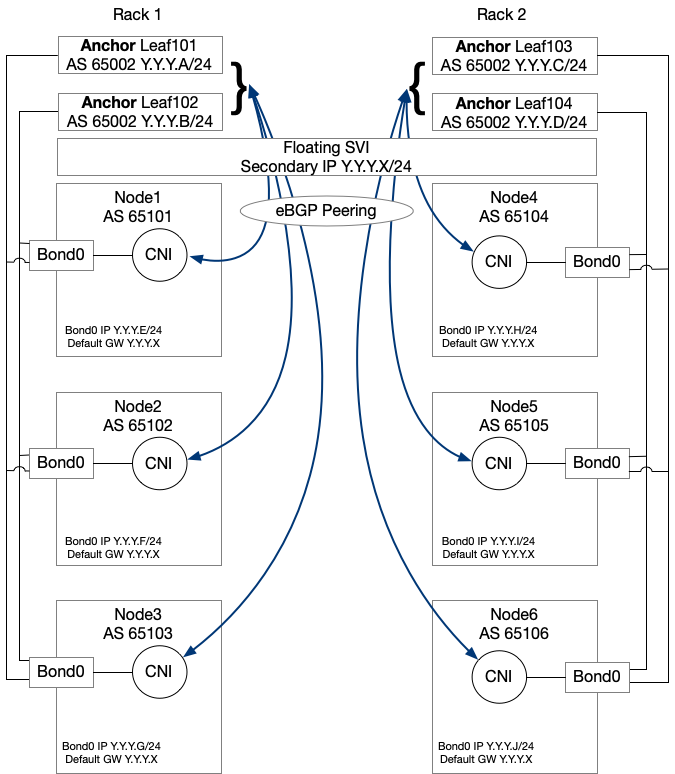 Rack 1
Rack 2
Anchor Leaf101
AS 65002 Y.Y.Y.A/24
Anchor Leaf103
AS 65002 Y.Y.Y.C/24
Anchor Leaf102
AS 65002 Y.Y.Y.B/24
Anchor Leaf104
AS 65002 Y.Y.Y.D/24
Floating SVI
Secondary IP Y.Y.Y.X/24
eBGP Peering
Node1
AS 65101
Bond0
CNI
Bond0 IP Y.Y.Y.E/24
Default GW Y.Y.Y.X
Node4
AS 65104
CNI
Bond0
Bond0 IP Y.Y.Y.H/24
Default GW Y.Y.Y.X
Node2
AS 65102
Bond0
CNI
Bond0 IP Y.Y.Y.F/24
Default GW Y.Y.Y.X
Node5
AS 65105
CNI
Bond0
Bond0 IP Y.Y.Y.I/24
Default GW Y.Y.Y.X
Node3
AS 65103
Bond0
CNI
Bond0 IP Y.Y.Y.G/24
Default GW Y.Y.Y.X
Node6
AS 65106
CNI
Bond0
Bond0 IP Y.Y.Y.J/24
Default GW Y.Y.Y.X